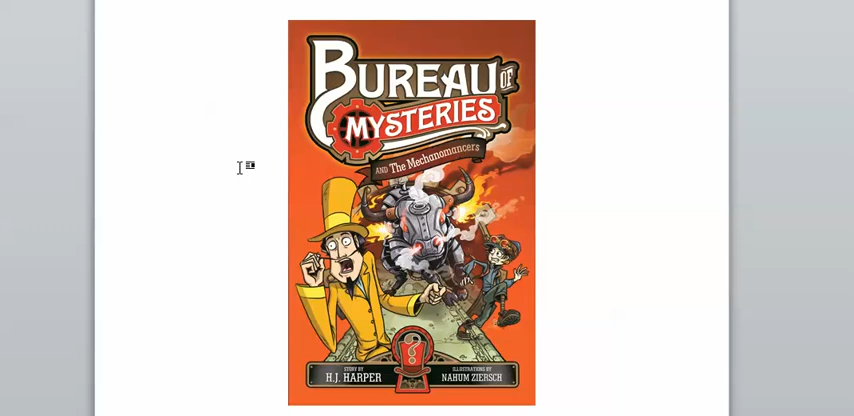 BUREAU OF
MYSTERIES
AND The Mechanomancers
?
STORY BY
H.J. HARPER
ILLUSTRATIONS BY
NAHUM ZIERSCH